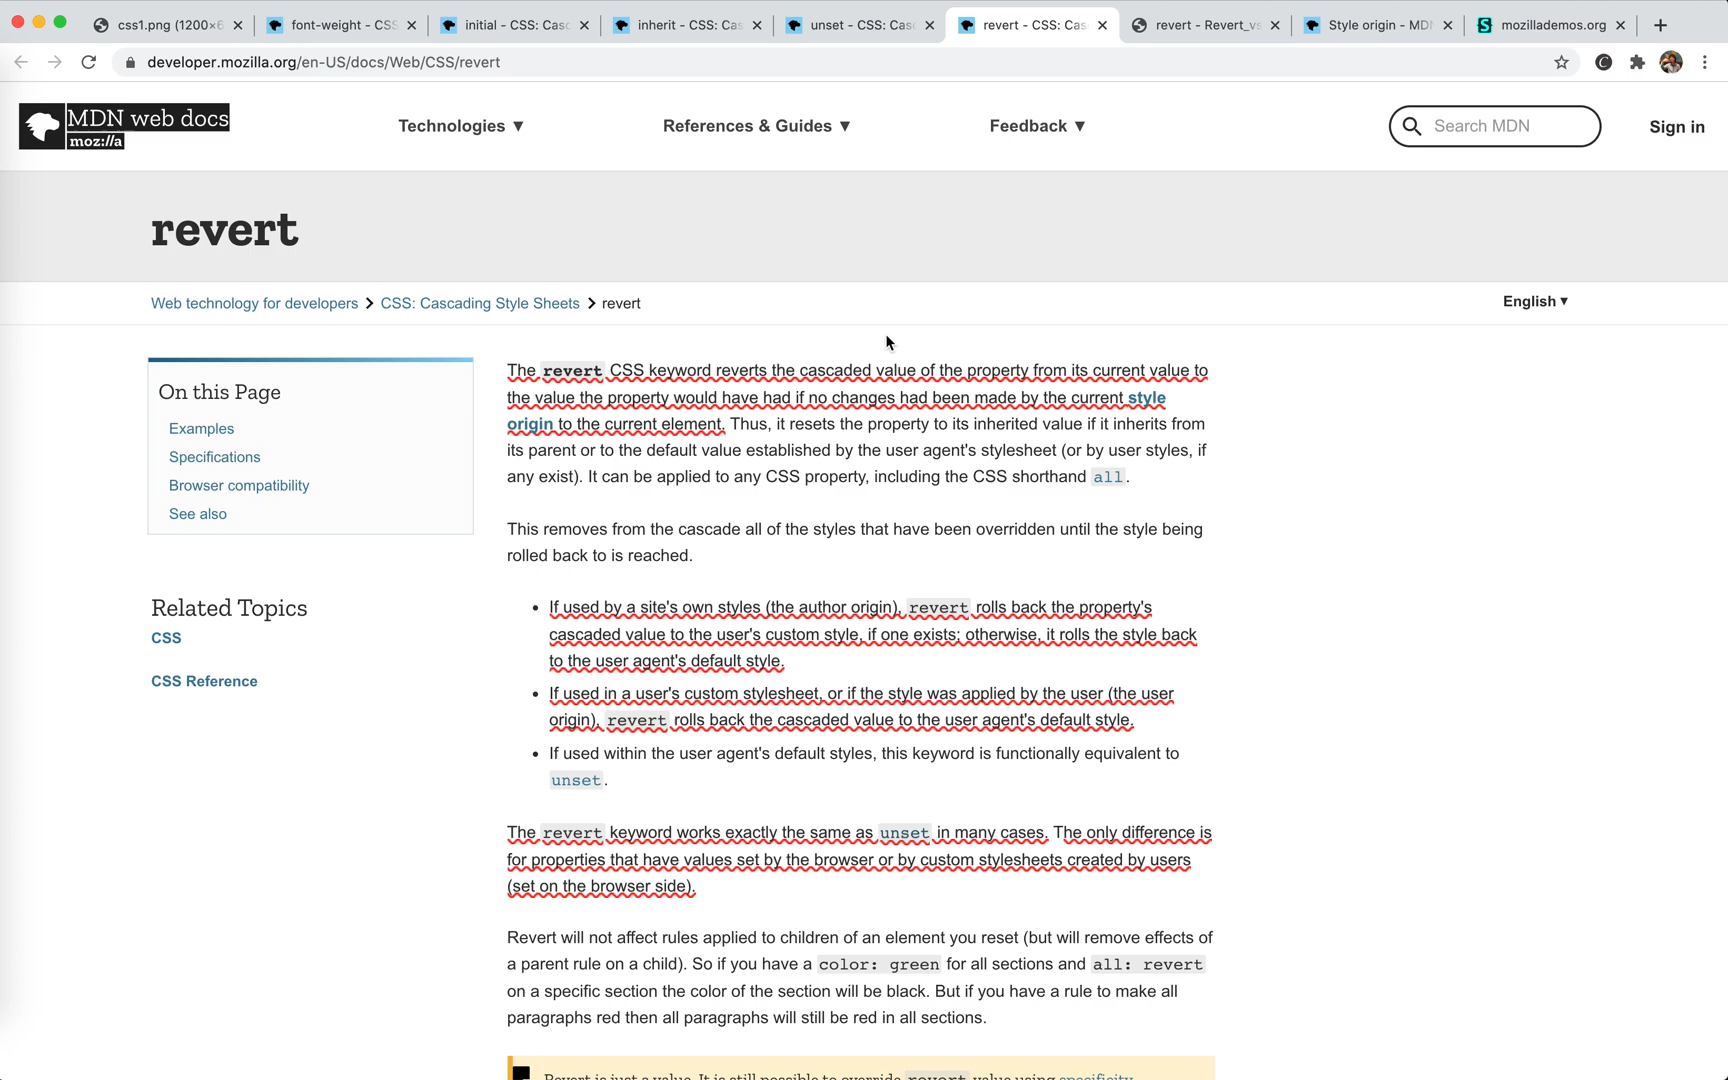 css1.png (1200×6
font-weight - CSS
initial - CSS: Casc
inherit - CSS: Cas
unset - CSS: Casc
revert - CSS: Cas
revert - Revert_vs
Style origin - MDN
mozillademos.org
developer.mozilla.org/en-US/docs/Web/CSS/revert
MDN web docs
moz://a
Technologies ▼
References & Guides ▼
Feedback ▼
Search MDN
Sign in
revert
Web technology for developers > CSS: Cascading Style Sheets > revert
English ▼
On this Page
Examples
Specifications
Browser compatibility
See also
Related Topics
CSS
CSS Reference
The revert CSS keyword reverts the cascaded value of the property from its current value to
the value the property would have had if no changes had been made by the current style
origin to the current element. Thus, it resets the property to its inherited value if it inherits from
its parent or to the default value established by the user agent's stylesheet (or by user styles, if
any exist). It can be applied to any CSS property, including the CSS shorthand all.
This removes from the cascade all of the styles that have been overridden until the style being
rolled back to is reached.
• If used by a site's own styles (the author origin), revert rolls back the property's
cascaded value to the user's custom style, if one exists; otherwise, it rolls the style back
to the user agent's default style.
• If used in a user's custom stylesheet, or if the style was applied by the user (the user
origin), revert rolls back the cascaded value to the user agent's default style.
• If used within the user agent's default styles, this keyword is functionally equivalent to
unset.
The revert keyword works exactly the same as unset in many cases. The only difference is
for properties that have values set by the browser or by custom stylesheets created by users
(set on the browser side).
Revert will not affect rules applied to children of an element you reset (but will remove effects of
a parent rule on a child). So if you have a color: green for all sections and all: revert
on a specific section the color of the section will be black. But if you have a rule to make all
paragraphs red then all paragraphs will still be red in all sections.
Revert is just a value. It is still possible to override revert value using specificity.